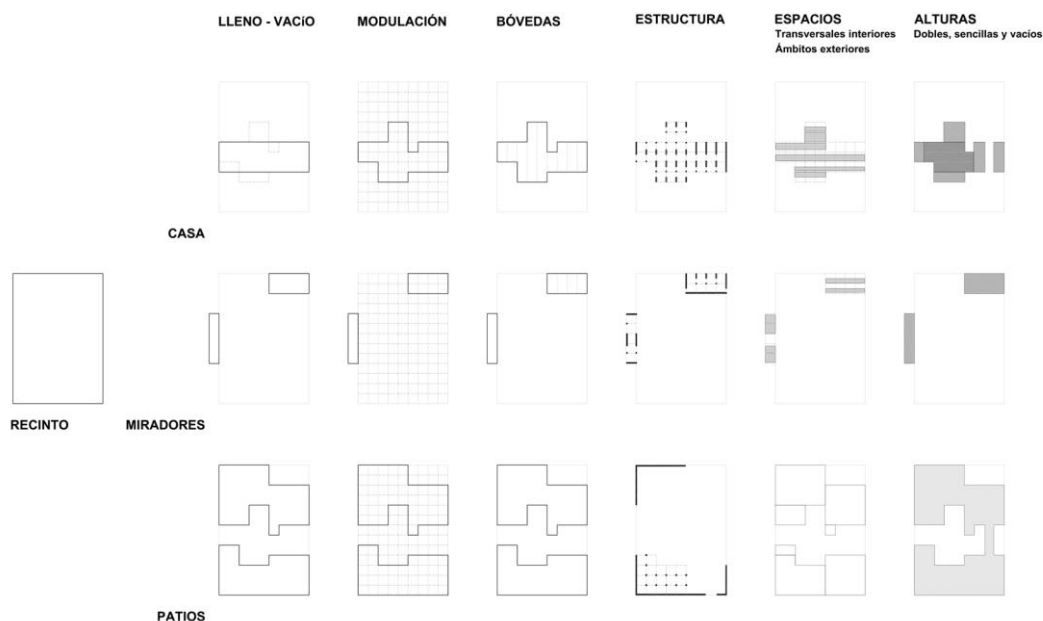 LLENO - VACíO
MODULACIÓN
BÓVEDAS
ESTRUCTURA
ESPACIOS
Transversales interiores
Ámbitos exteriores
ALTURAS
Dobles, sencillas y vacíos
CASA
RECINTO
MIRADORES
PATIOS